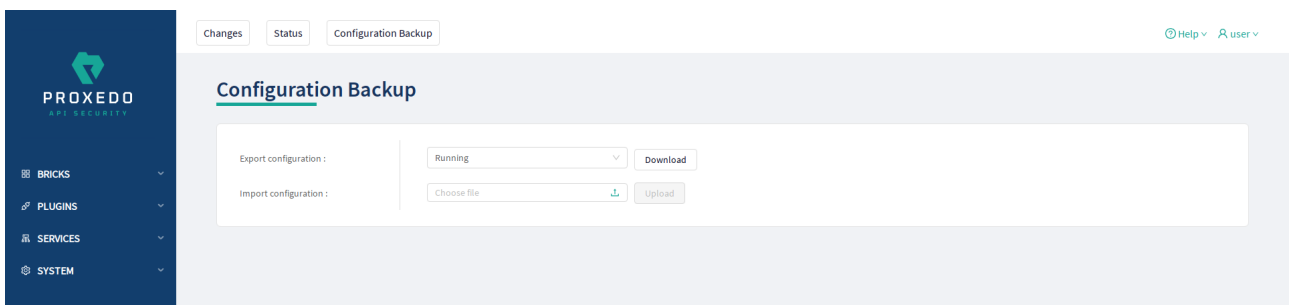 Changes Status Configuration Backup Help user
PROXEDO
API SECURITY
Configuration Backup
Export configuration : Running Download
Import configuration : Choose file Upload
BRICKS
PLUGINS
SERVICES
SYSTEM